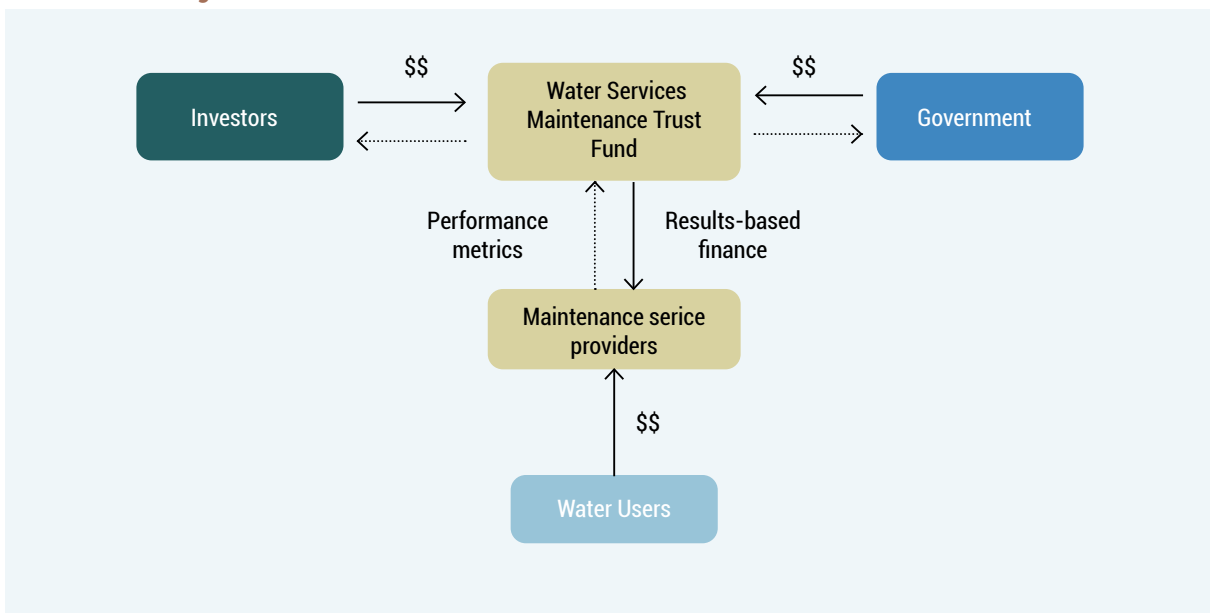 $$
$$
Investors
Water Services
Maintenance Trust
Fund
Government
Performance
metrics
Results-based
finance
Maintenance serice
providers
$$
Water Users